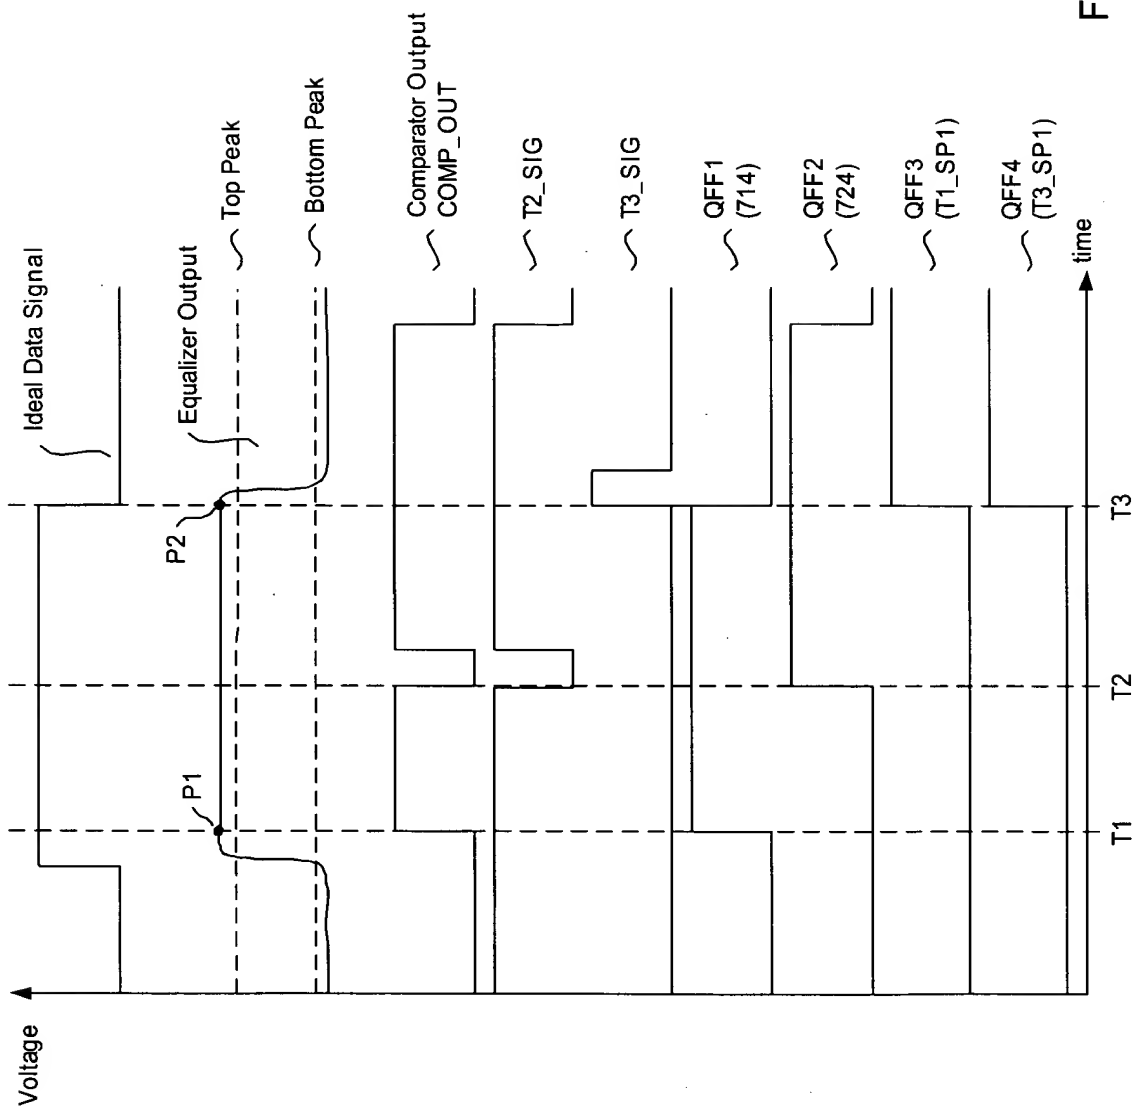 Voltage
Ideal Data Signal
Equalizer Output
Top Peak
Bottom Peak
Comparator Output
COMP_OUT
T2_SIG
T3_SIG
QFF1
(714)
QFF2
(724)
QFF3
(T1_SP1)
QFF4
(T3_SP1)
P1
P2
T1
T2
T3
time
F